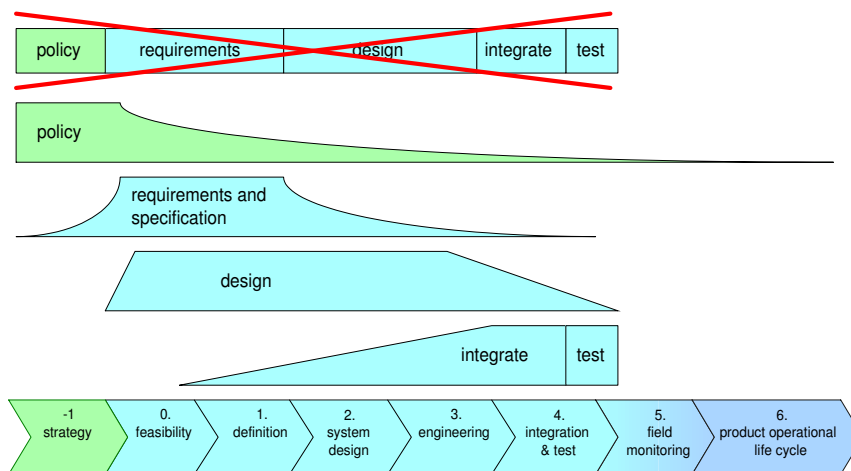 policy requirements design integrate test
policy
requirements and
specification
design
integrate test
-1
strategy
0.
feasibility
1.
definition
2.
system
design
3.
engineering
4.
integration
& test
5.
field
monitoring
6.
product operational
life cycle